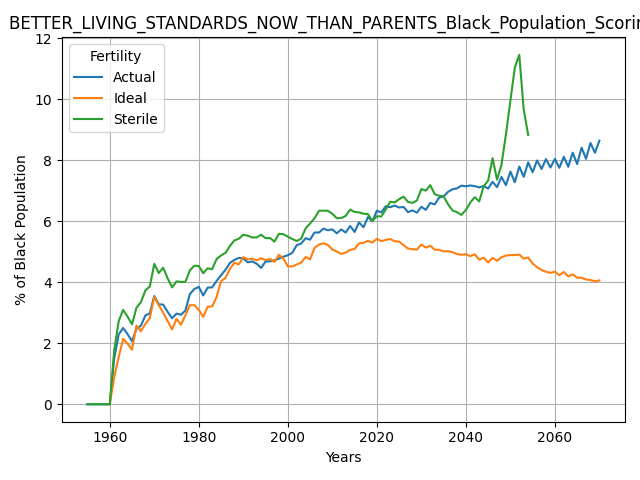 BETTER_LIVING_STANDARDS_NOW_THAN_PARENTS_Black_Population_Scorin
12
10
8
6
4
2
0
% of Black Population
Fertility
Actual
Ideal
Sterile
1960 1980 2000 2020 2040 2060
Years